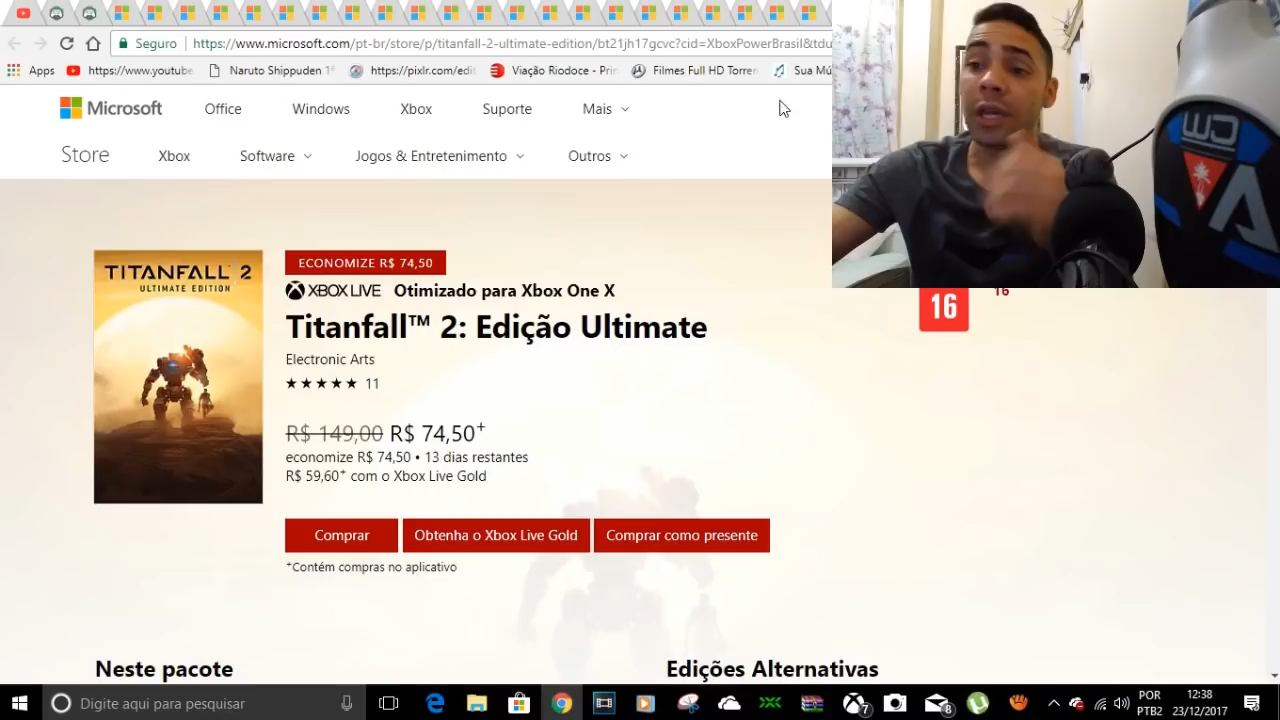 Seguro
https://www.microsoft.com/pt-br/store/p/titanfall-2-ultimate-edition/bt21jh17gcvc?cid=XboxPowerBrasil&tdu
Apps
https://www.youtube
Naruto Shippuden 1ª
https://pixlr.com/edit
Viação Riodoce - Prin
Filmes Full HD Torren
Sua Mú
Microsoft
Office
Windows
Xbox
Suporte
Mais
Store
Xbox
Software
Jogos & Entretenimento
Outros
TITANFALL 2
ULTIMATE EDITION
ECONOMIZE R$ 74,50
XBOX LIVE Otimizado para Xbox One X
Titanfall™ 2: Edição Ultimate
Electronic Arts
★★★★★ 11
R$ 149,00 R$ 74,50+
economize R$ 74,50 • 13 dias restantes
R$ 59,60+ com o Xbox Live Gold
Comprar
Obtenha o Xbox Live Gold
Comprar como presente
+Contém compras no aplicativo
16
16
Neste pacote
Edições Alternativas
Digite aqui para pesquisar
7
8
POR
PTB2
12:38
23/12/2017